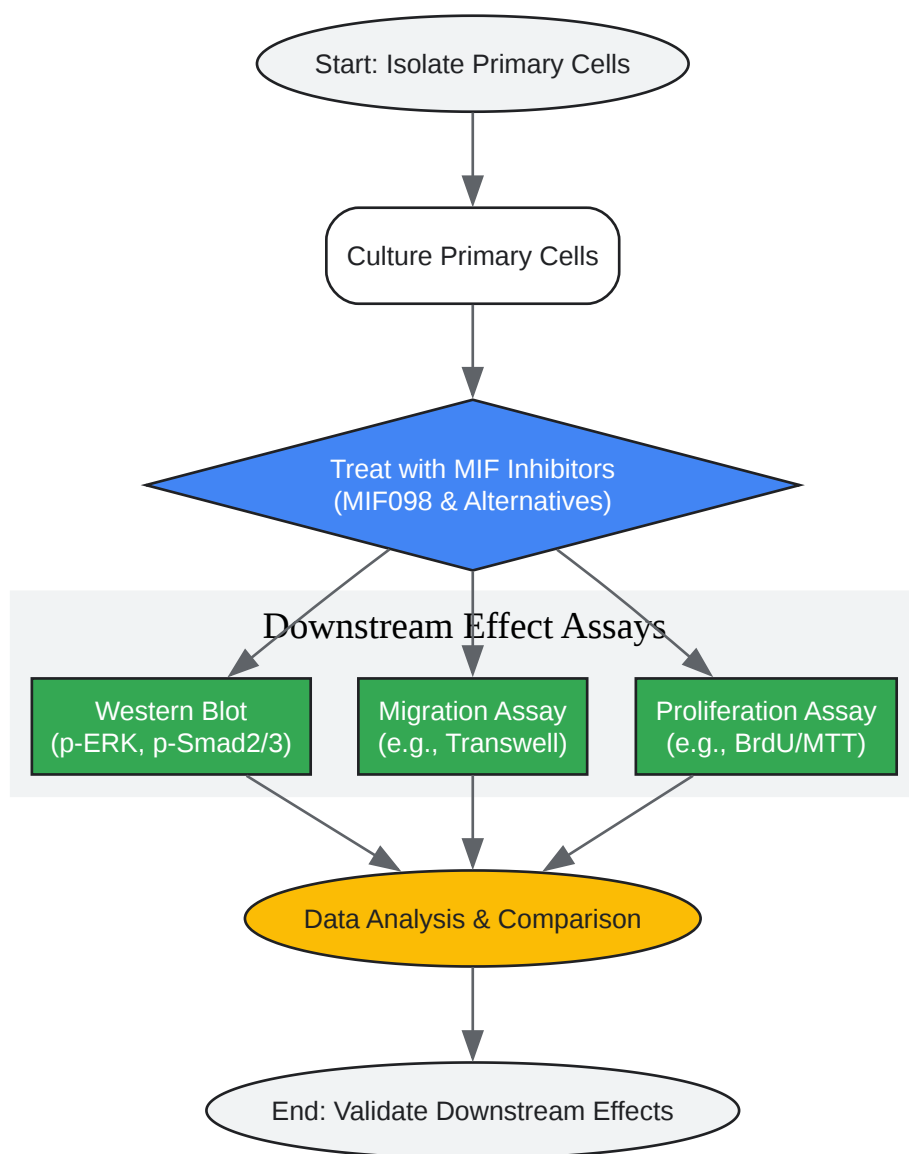 Start: Isolate Primary Cells
Culture Primary Cells
Treat with MIF Inhibitors
(MIF098 & Alternatives)
Downstream Effect Assays
Western Blot
(p-ERK, p-Smad2/3)
Migration Assay
(e.g., Transwell)
Proliferation Assay
(e.g., BrdU/MTT)
Data Analysis & Comparison
End: Validate Downstream Effects